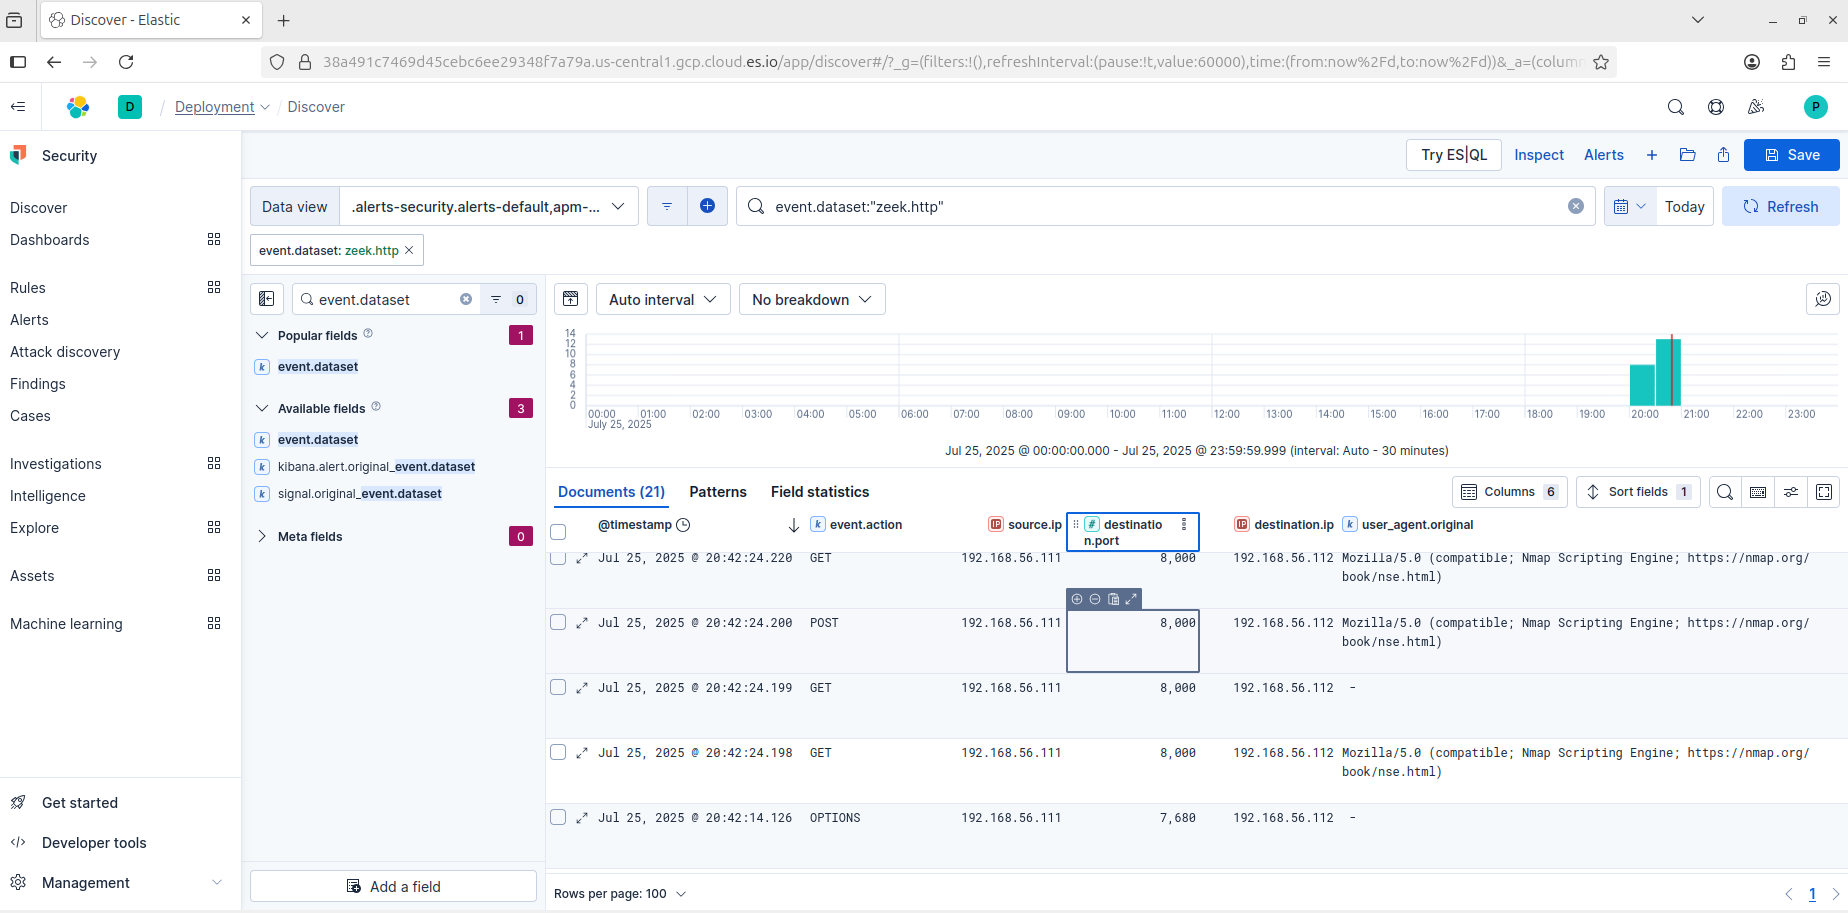 Discover - Elastic
38a491c7469d45cebc6ee29348f7a79a.us-central1.gcp.cloud.es.io/app/discover#/?_g=(filters:!(),refreshInterval:(pause:!t,value:60000),time:(from:now%2Fd,to:now%2Fd))&_a=(colum
D / Deployment / Discover
P
Security
Try ES|QL Inspect Alerts Save
Discover
Dashboards
Rules
Alerts
Attack discovery
Findings
Cases
Investigations
Intelligence
Explore
Assets
Machine learning
Get started
Developer tools
Management
Data view .alerts-security.alerts-default,apm-... event.dataset:"zeek.http" Today Refresh
event.dataset: zeek.http
event.dataset 0
Popular fields 1
k event.dataset
Available fields 3
k event.dataset
k kibana.alert.original_event.dataset
k signal.original_event.dataset
Meta fields 0
Add a field
Auto interval No breakdown
14
12
10
8
6
4
2
0
00:00 01:00 02:00 03:00 04:00 05:00 06:00 07:00 08:00 09:00 10:00 11:00 12:00 13:00 14:00 15:00 16:00 17:00 18:00 19:00 20:00 21:00 22:00 23:00
July 25, 2025
Jul 25, 2025 @ 00:00:00.000 - Jul 25, 2025 @ 23:59:59.999 (interval: Auto - 30 minutes)
Documents (21) Patterns Field statistics Columns 6 Sort fields 1
@timestamp k event.action IP source.ip # destinatio IP destination.ip k user_agent.original
n.port
Jul 25, 2025 @ 20:42:24.220 GET 192.168.56.111 8,000 192.168.56.112 Mozilla/5.0 (compatible; Nmap Scripting Engine; https://nmap.org/
book/nse.html)
Jul 25, 2025 @ 20:42:24.200 POST 192.168.56.111 8,000 192.168.56.112 Mozilla/5.0 (compatible; Nmap Scripting Engine; https://nmap.org/
book/nse.html)
Jul 25, 2025 @ 20:42:24.199 GET 192.168.56.111 8,000 192.168.56.112 -
Jul 25, 2025 @ 20:42:24.198 GET 192.168.56.111 8,000 192.168.56.112 Mozilla/5.0 (compatible; Nmap Scripting Engine; https://nmap.org/
book/nse.html)
Jul 25, 2025 @ 20:42:14.126 OPTIONS 192.168.56.111 7,680 192.168.56.112 -
Rows per page: 100 1